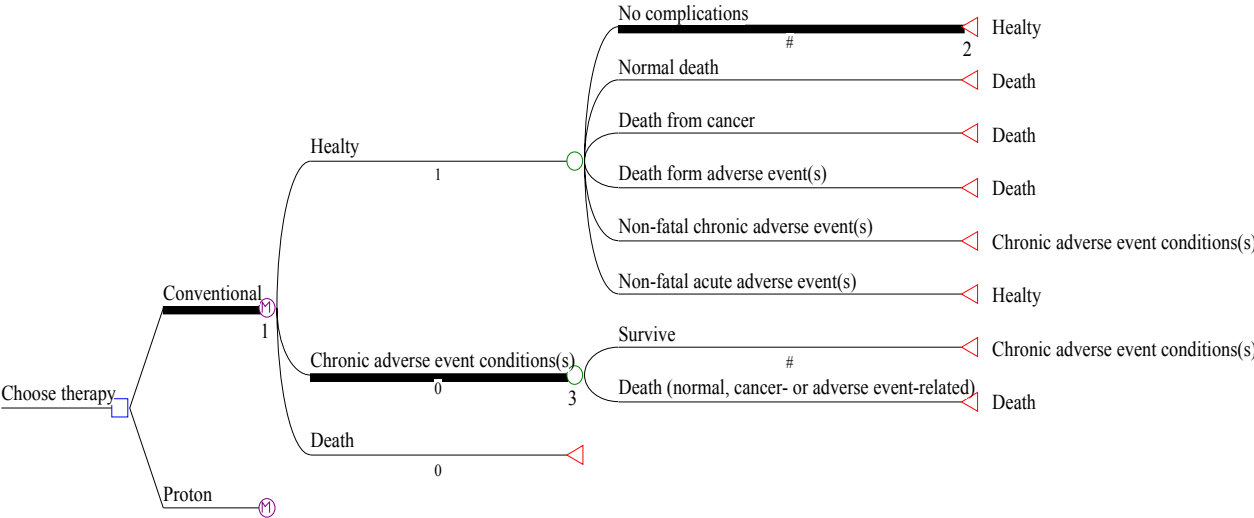 No complications
#
Healty
2
Normal death
Death
Death from cancer
Death
Healty
1
Death form adverse event(s)
Death
Non-fatal chronic adverse event(s)
Chronic adverse event conditions(s)
Non-fatal acute adverse event(s)
Healty
Conventional
M
1
Survive
#
Chronic adverse event conditions(s)
Chronic adverse event conditions(s)
0
3
Death (normal, cancer- or adverse event-related)
Death
Choose therapy
Death
0
Proton
M